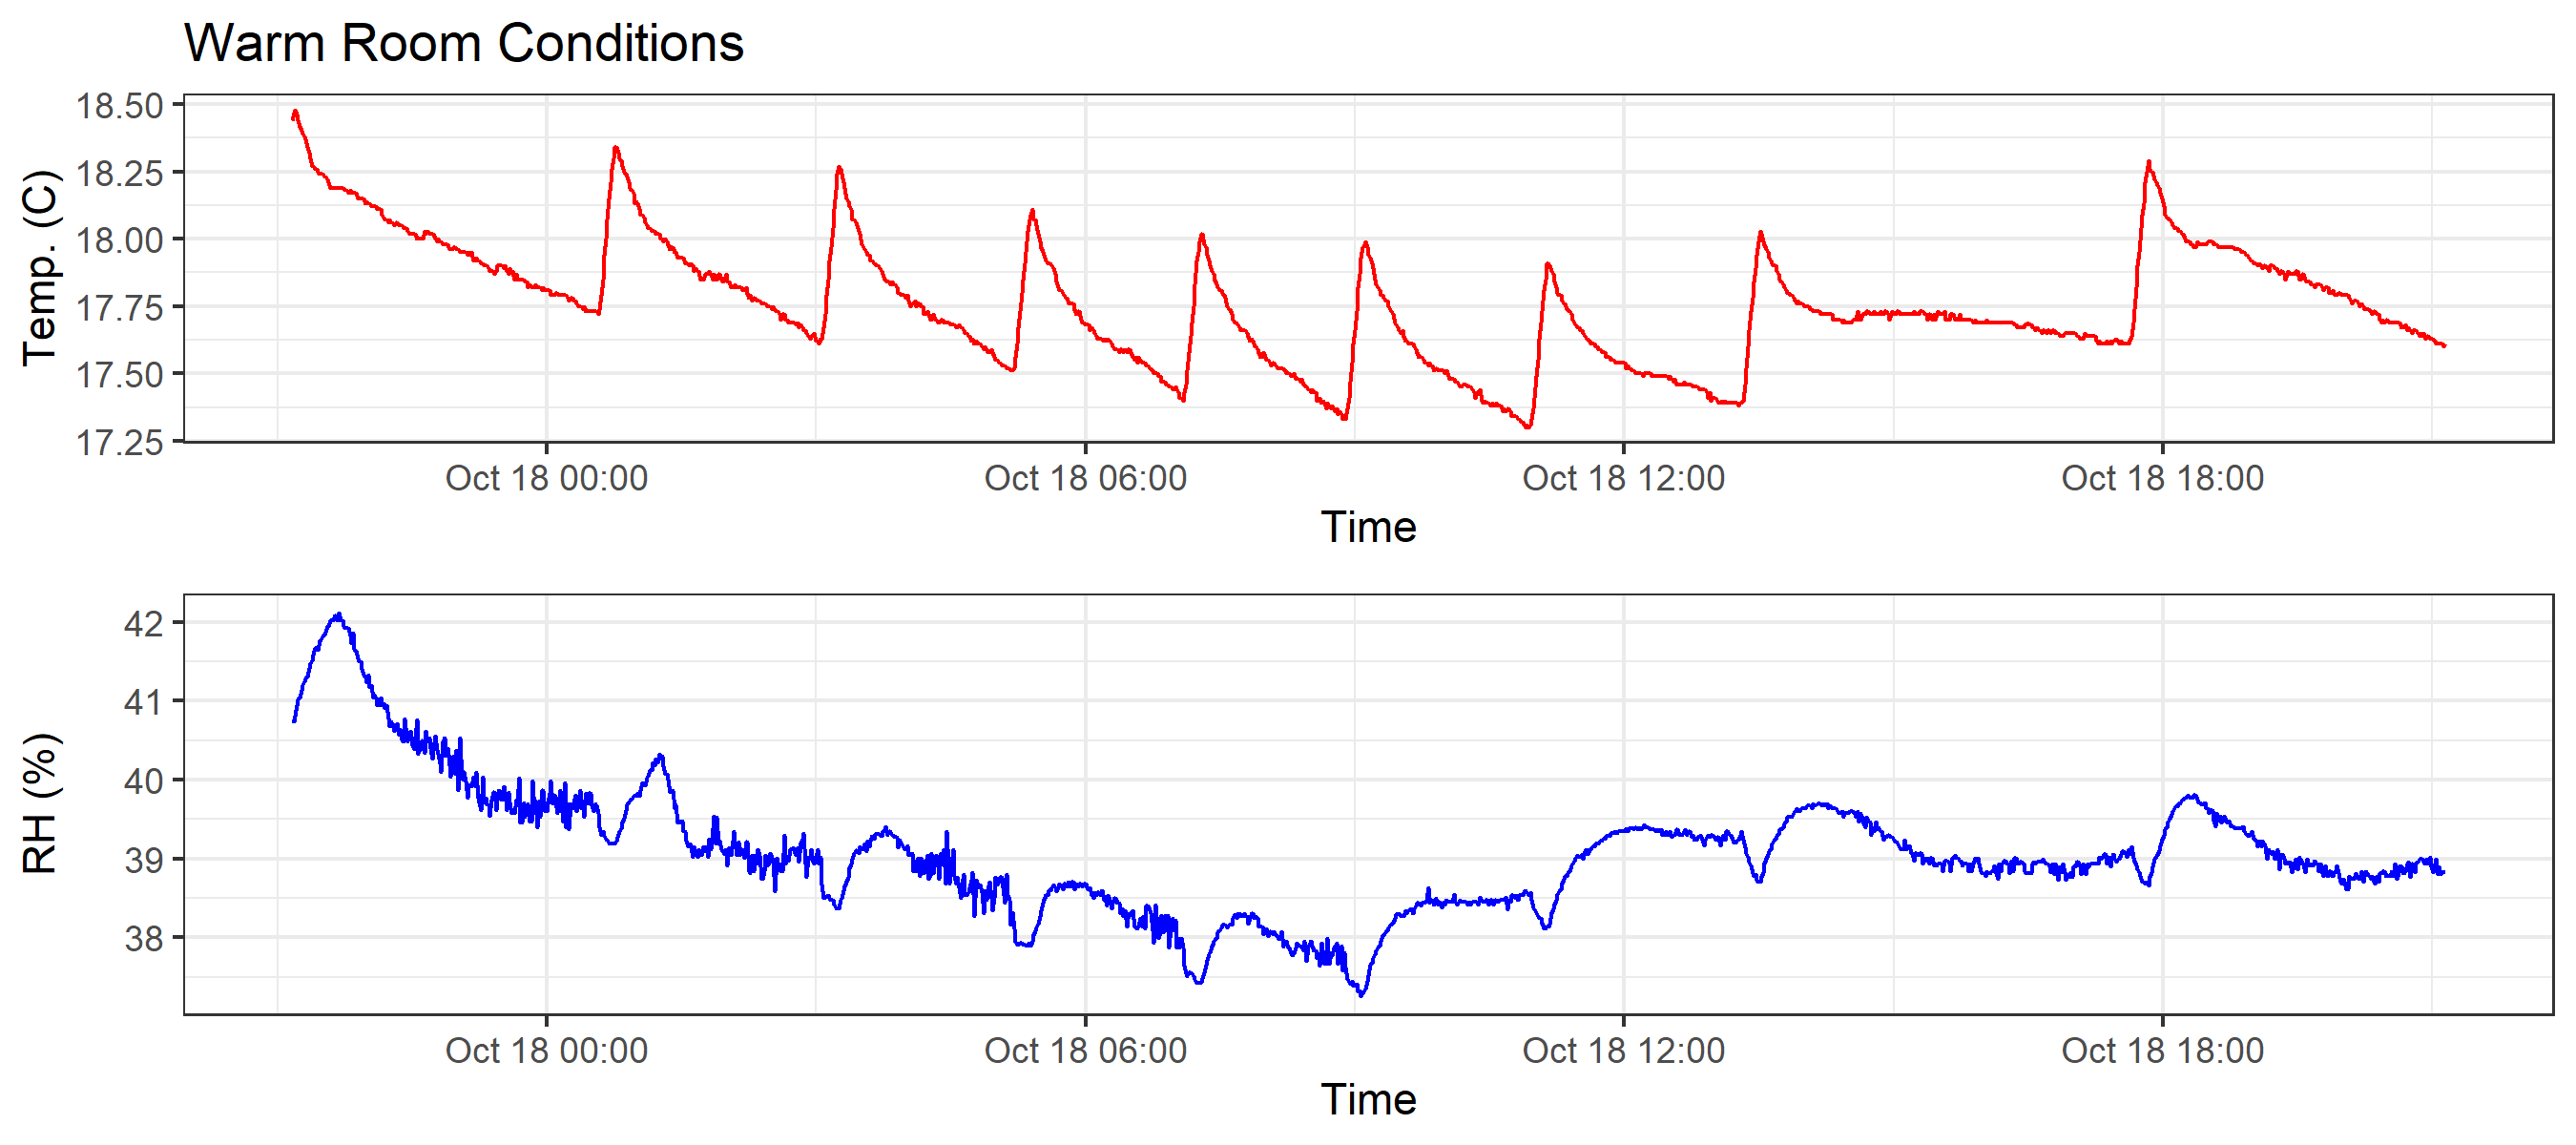 Warm Room Conditions
Temp. (C)
18.50
18.25
18.00
17.75
17.50
17.25
Oct 18 00:00 Oct 18 06:00 Oct 18 12:00 Oct 18 18:00
Time
RH (%)
42
41
40
39
38
Oct 18 00:00 Oct 18 06:00 Oct 18 12:00 Oct 18 18:00
Time